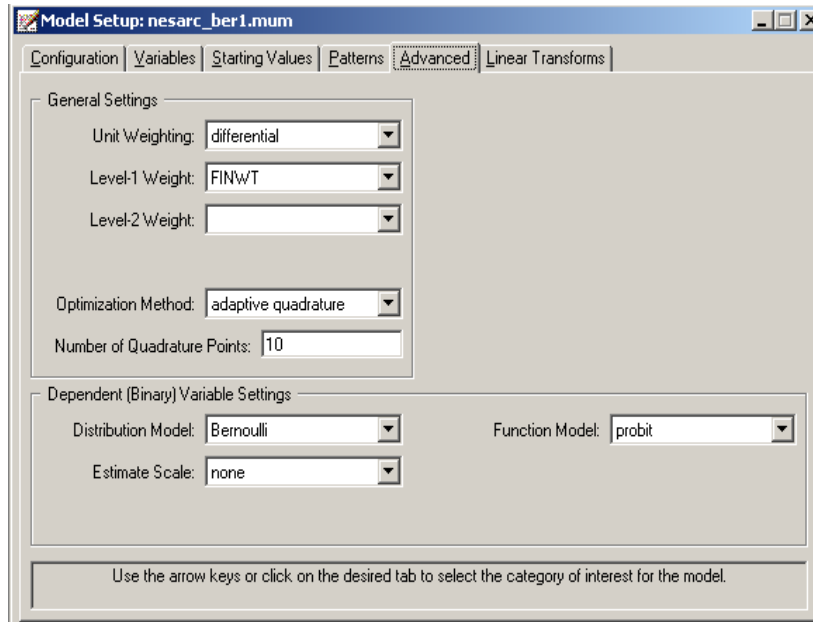 Model Setup: nesarc_ber1.mum
Configuration Variables Starting Values Patterns Advanced Linear Transforms
General Settings
Unit Weighting: differential
Level-1 Weight: FINWT
Level-2 Weight:
Optimization Method: adaptive quadrature
Number of Quadrature Points: 10
Dependent (Binary) Variable Settings
Distribution Model: Bernoulli Function Model: probit
Estimate Scale: none
Use the arrow keys or click on the desired tab to select the category of interest for the model.